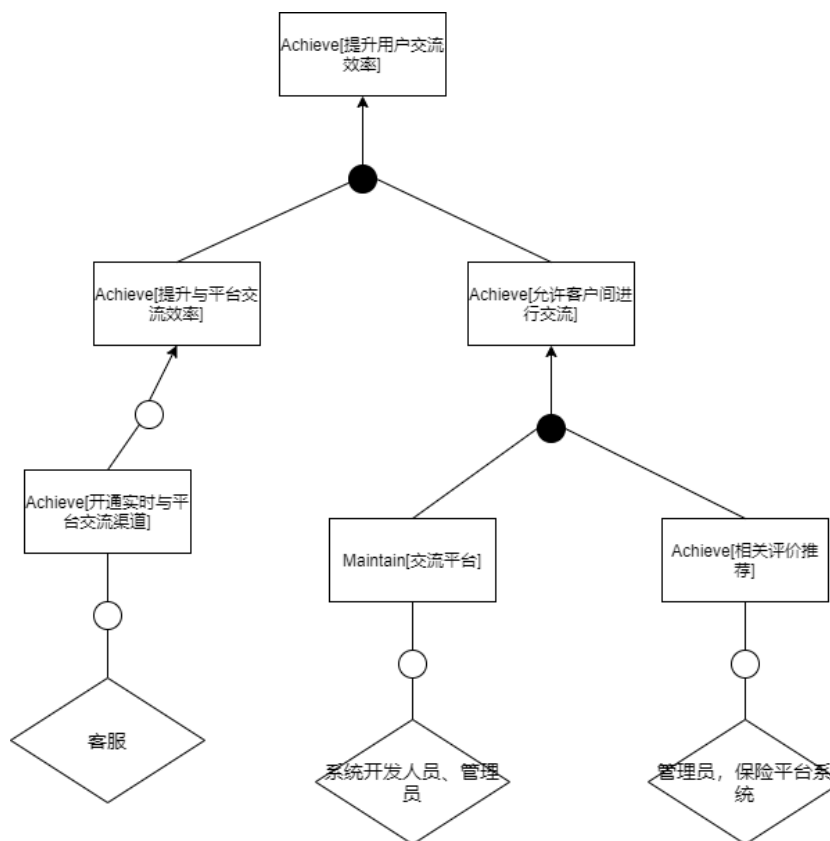 Achieve[提升用户交流
效率]
Achieve[提升与平台交
流效率]
Achieve[允许客户间进
行交流]
Achieve[开通实时与平
台交流渠道]
Maintain[交流平台]
Achieve[相关评价推
荐]
客服
系统开发人员、管理
员
管理员，保险平台系
统